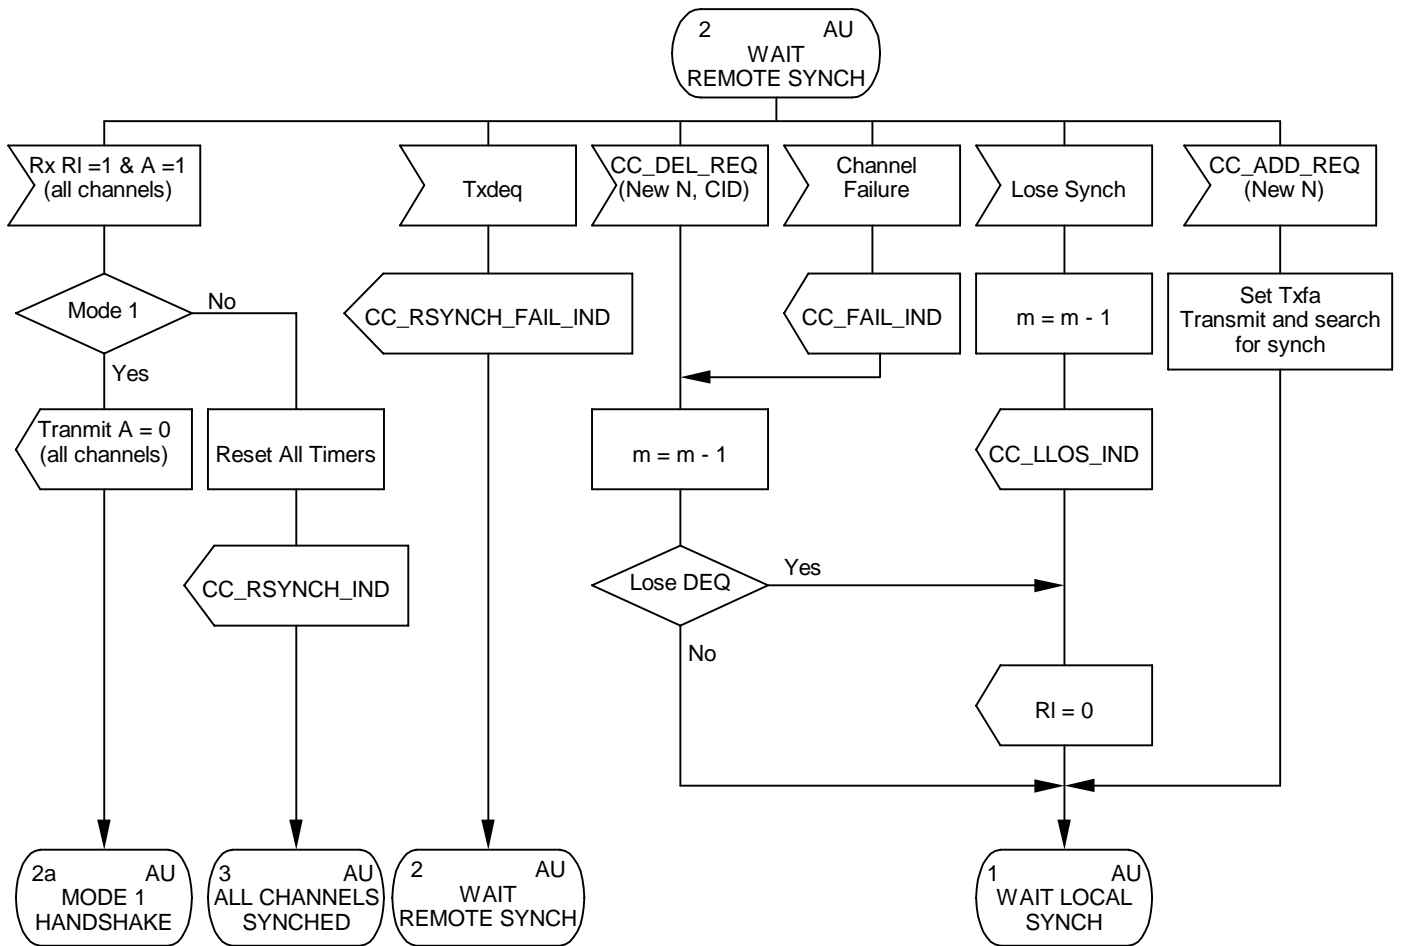 2 AU
WAIT
REMOTE SYNCH
Rx RI =1 & A =1
(all channels)
Txdeq
CC_DEL_REQ
(New N, CID)
Channel
Failure
Lose Synch
CC_ADD_REQ
(New N)
Mode 1
No
Yes
CC_RSYNCH_FAIL_IND
CC_FAIL_IND
m = m - 1
Set Txfa
Transmit and search
for synch
Tranmit A = 0
(all channels)
Reset All Timers
m = m - 1
CC_LLOS_IND
CC_RSYNCH_IND
Lose DEQ
Yes
No
RI = 0
2a AU
MODE 1
HANDSHAKE
3 AU
ALL CHANNELS
SYNCHED
2 AU
WAIT
REMOTE SYNCH
1 AU
WAIT LOCAL
SYNCH